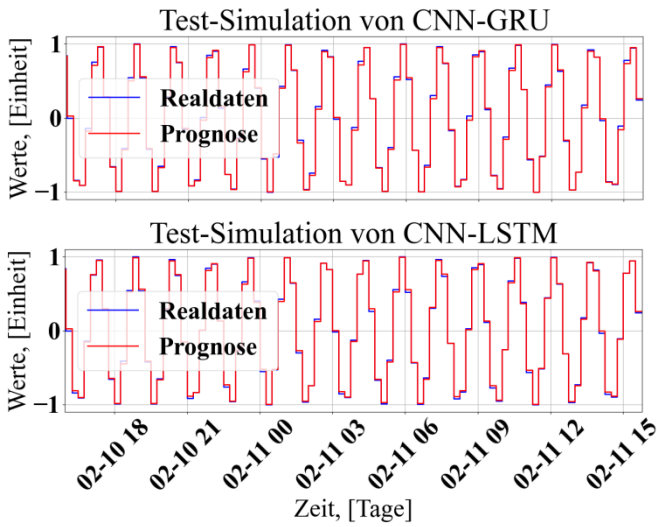 Test-Simulation von CNN-GRU
Werte, [Einheit]
1
0
−1
Realdaten
Prognose
Test-Simulation von CNN-LSTM
Werte, [Einheit]
1
0
−1
Realdaten
Prognose
02-10 18
02-10 21
02-11 00
02-11 03
02-11 06
02-11 09
02-11 12
02-11 15
Zeit, [Tage]